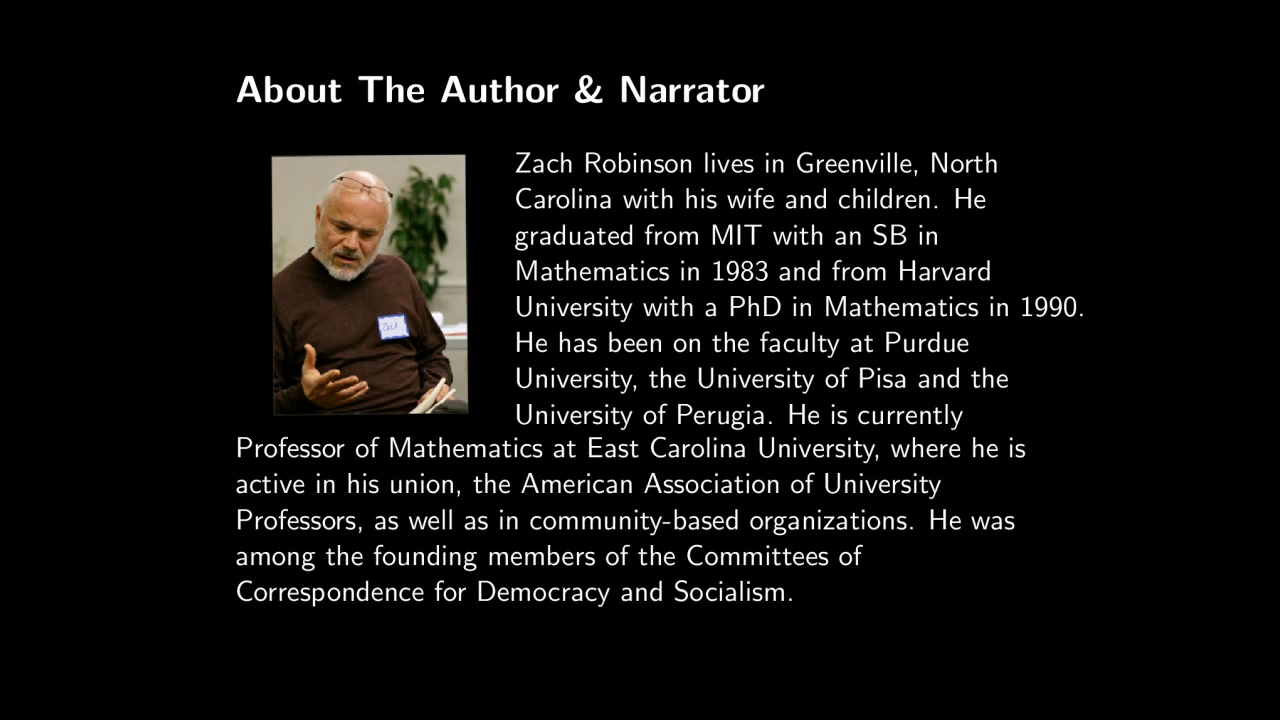 About The Author & Narrator
Zach Robinson lives in Greenville, North
Carolina with his wife and children. He
graduated from MIT with an SB in
Mathematics in 1983 and from Harvard
University with a PhD in Mathematics in 1990.
Zach
He has been on the faculty at Purdue
University, the University of Pisa and the
University of Perugia. He is currently
Professor of Mathematics at East Carolina University, where he is
active in his union, the American Association of University
Professors, as well as in community-based organizations. He was
among the founding members of the Committees of
Correspondence for Democracy and Socialism.